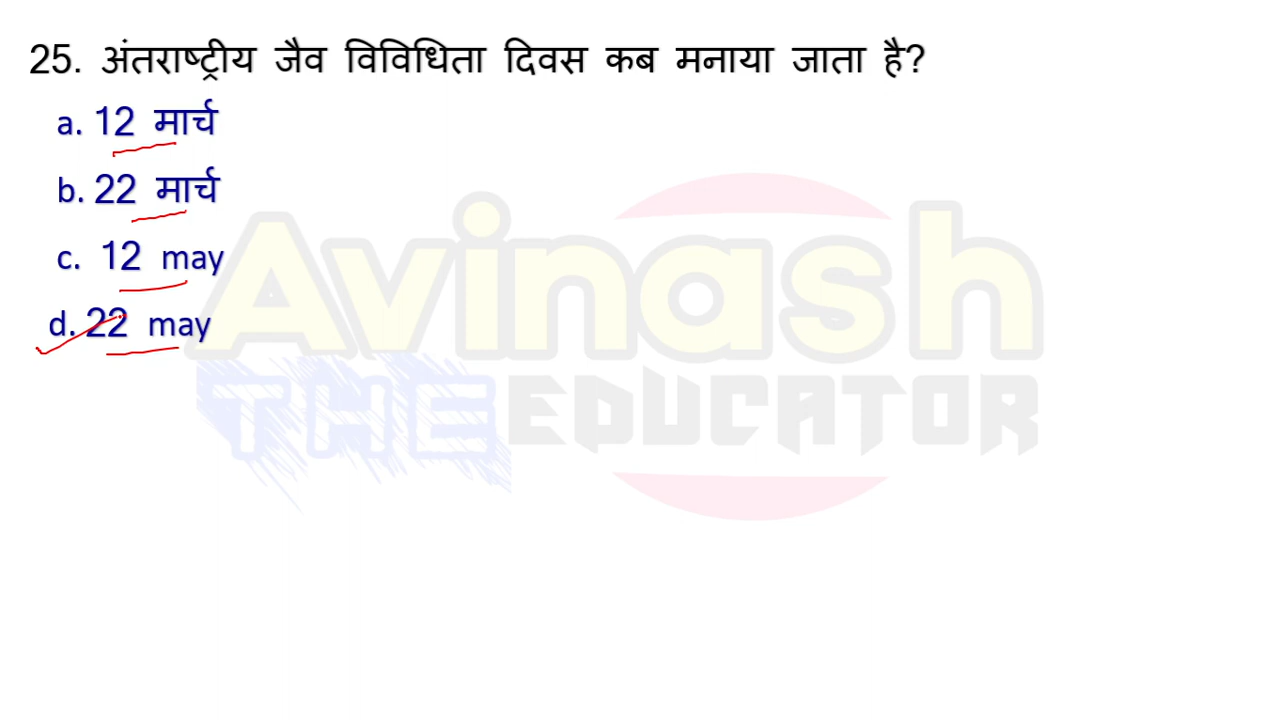 25. अंतराष्ट्रीय जैव विविधिता दिवस कब मनाया जाता है?
a. 12 मार्च
b. 22 मार्च
c. 12 may
d. 22 may
Avinash
THE EDUCATOR